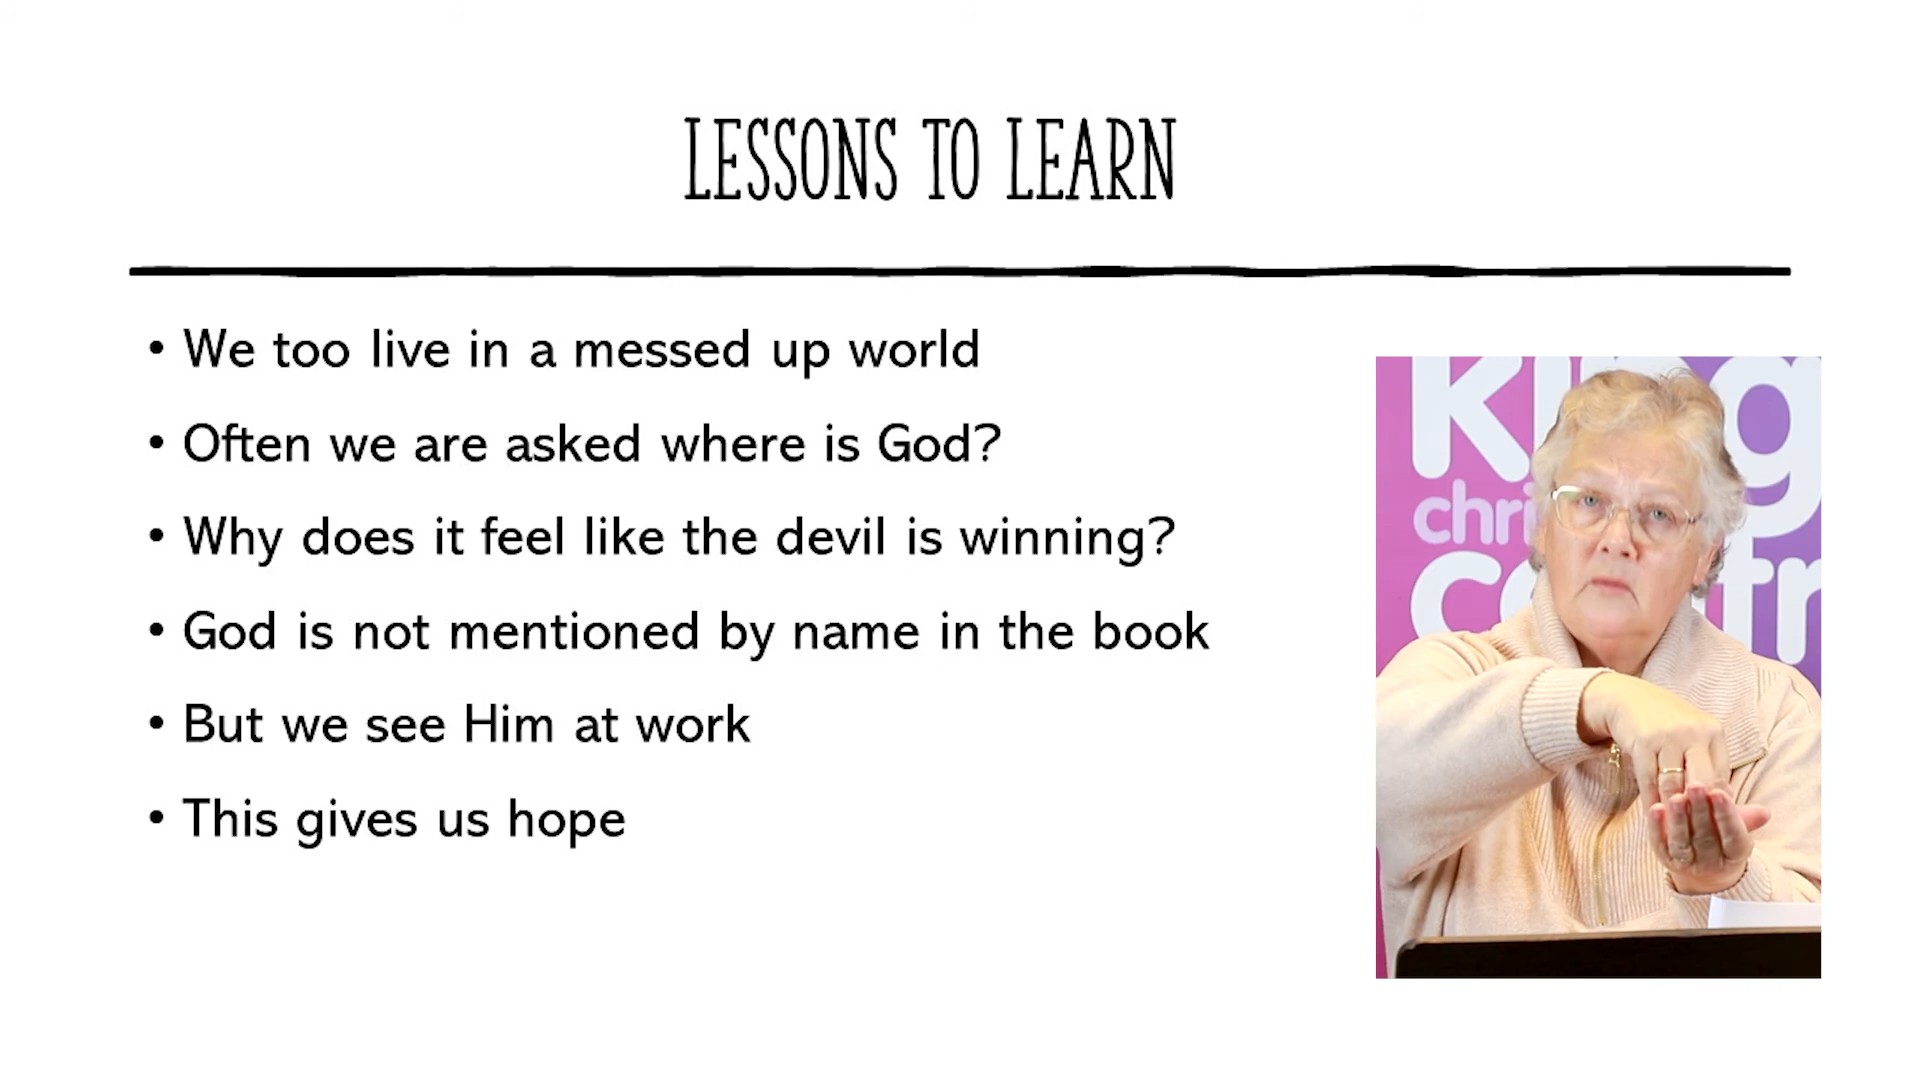 LESSONS TO LEARN
• We too live in a messed up world
• Often we are asked where is God?
• Why does it feel like the devil is winning?
• God is not mentioned by name in the book
• But we see Him at work
• This gives us hope
king
chri